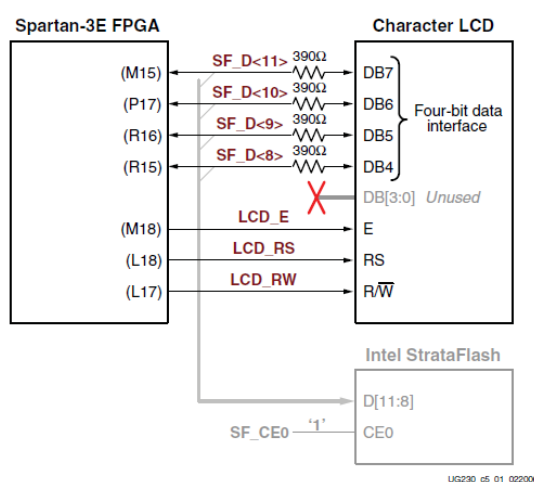 Spartan-3E FPGA
Character LCD
(M15) SF_D<11> 390Ω DB7
(P17) SF_D<10> 390Ω DB6
(R16) SF_D<9> 390Ω DB5
(R15) SF_D<8> 390Ω DB4
Four-bit data
interface
DB[3:0] Unused
(M18) LCD_E E
(L18) LCD_RS RS
(L17) LCD_RW R/W̅
Intel StrataFlash
D[11:8]
SF_CE0 '1' CE0
UG230_c5_01_022006